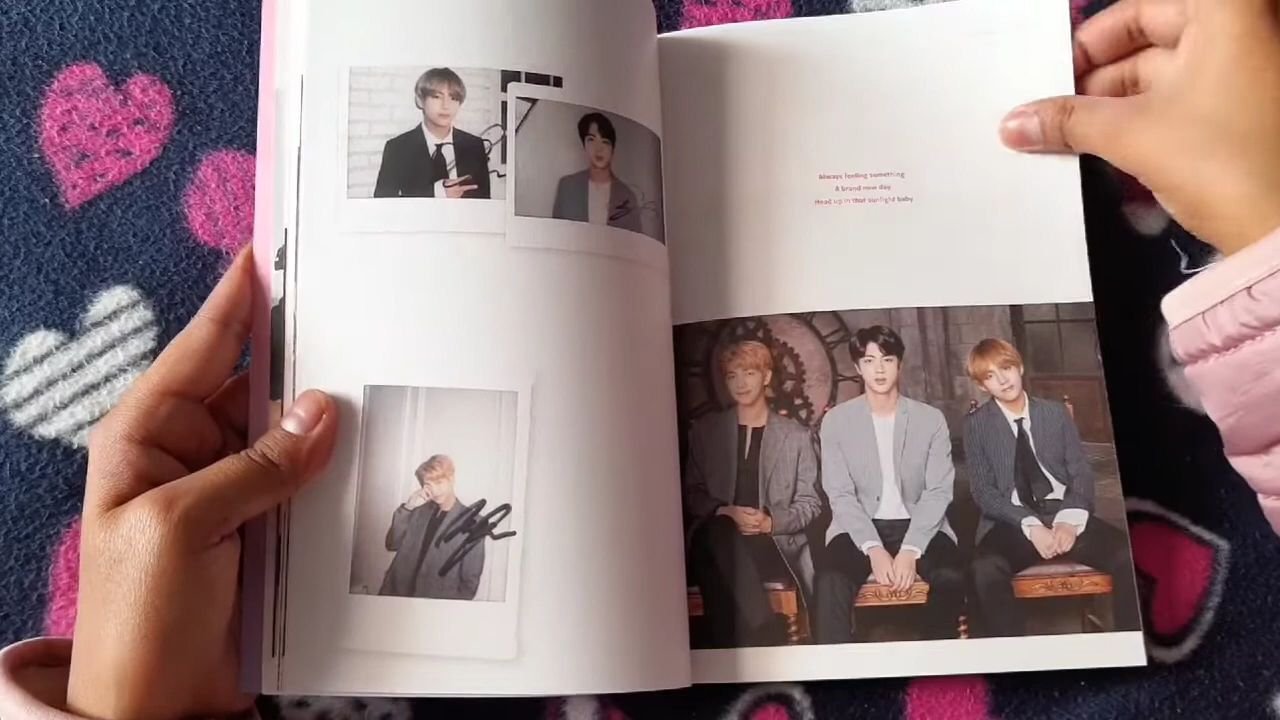 Always feeling something
A brand new day
Head up in that sunlight baby